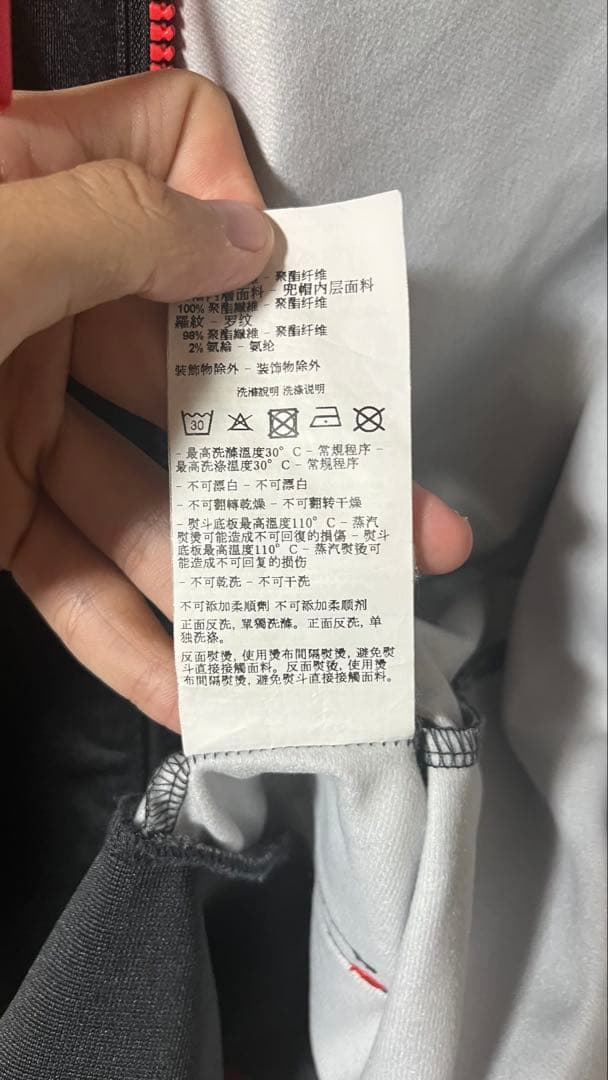 - 聚酯纤维
內層面料 - 兜帽内层面料
100% 聚酯纖維 - 聚酯纤维
羅紋 - 罗纹
98% 聚酯纖維 - 聚酯纤维
2% 氨綸 - 氨纶
装飾物除外 - 装饰物除外
洗滌說明 洗涤说明
30
- 最高洗滌溫度30° C - 常規程序 -
最高洗涤温度30° C - 常规程序
- 不可漂白 - 不可漂白
- 不可翻轉乾燥 - 不可翻转干燥
- 熨斗底板最高溫度110° C - 蒸汽
熨燙可能造成不可回復的損傷 - 熨斗
底板最高温度110° C - 蒸汽熨烫可
能造成不可回复的损伤
- 不可乾洗 - 不可干洗
不可添加柔順劑 不可添加柔顺剂
正面反洗, 單獨洗滌。正面反洗, 单
独洗涤。
反面熨燙, 使用燙布間隔熨燙, 避免熨
斗直接接觸面料。反面熨烫, 使用烫
布間隔熨燙, 避免熨斗直接接觸面料。